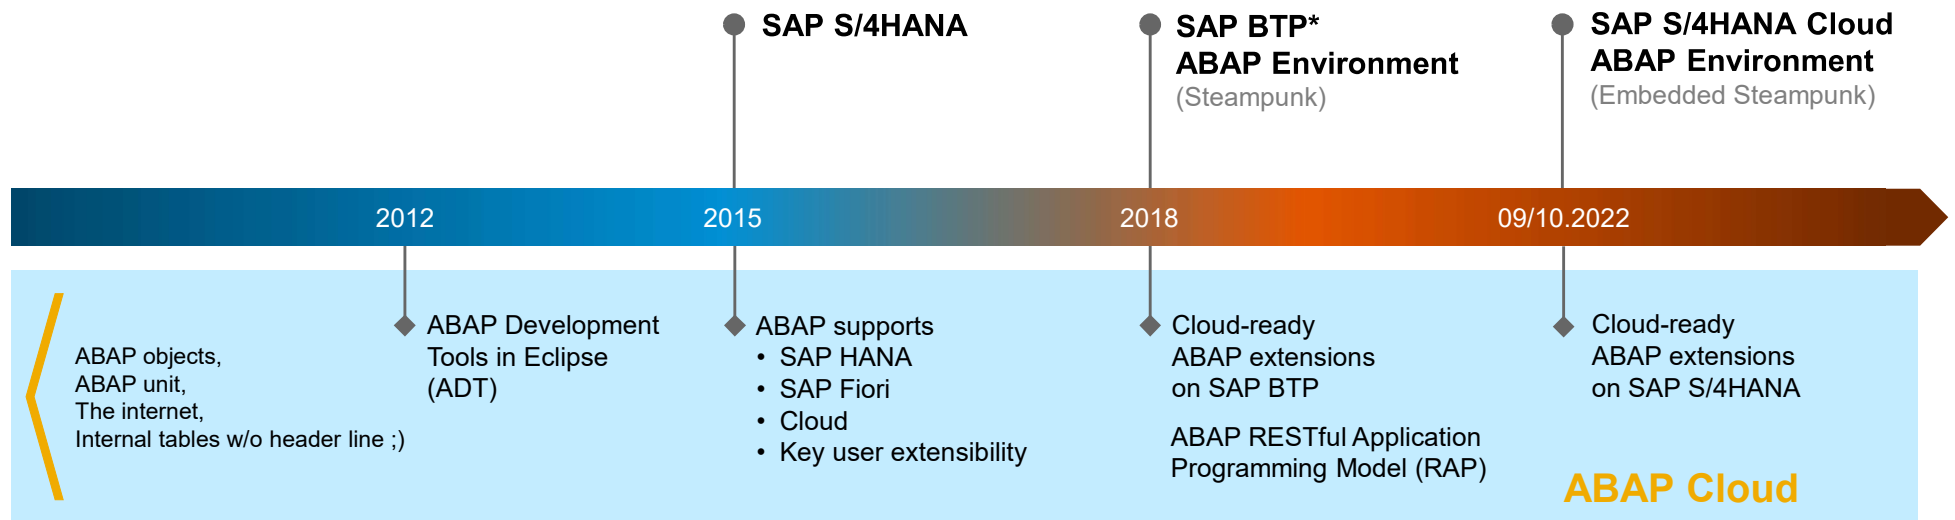 SAP S/4HANA
SAP BTP*
ABAP Environment
(Steampunk)
SAP S/4HANA Cloud
ABAP Environment
(Embedded Steampunk)
2012
2015
2018
09/10.2022
ABAP objects,
ABAP unit,
The internet,
Internal tables w/o header line ;)
ABAP Development
Tools in Eclipse
(ADT)
ABAP supports
• SAP HANA
• SAP Fiori
• Cloud
• Key user extensibility
Cloud-ready
ABAP extensions
on SAP BTP
ABAP RESTful Application
Programming Model (RAP)
Cloud-ready
ABAP extensions
on SAP S/4HANA
ABAP Cloud